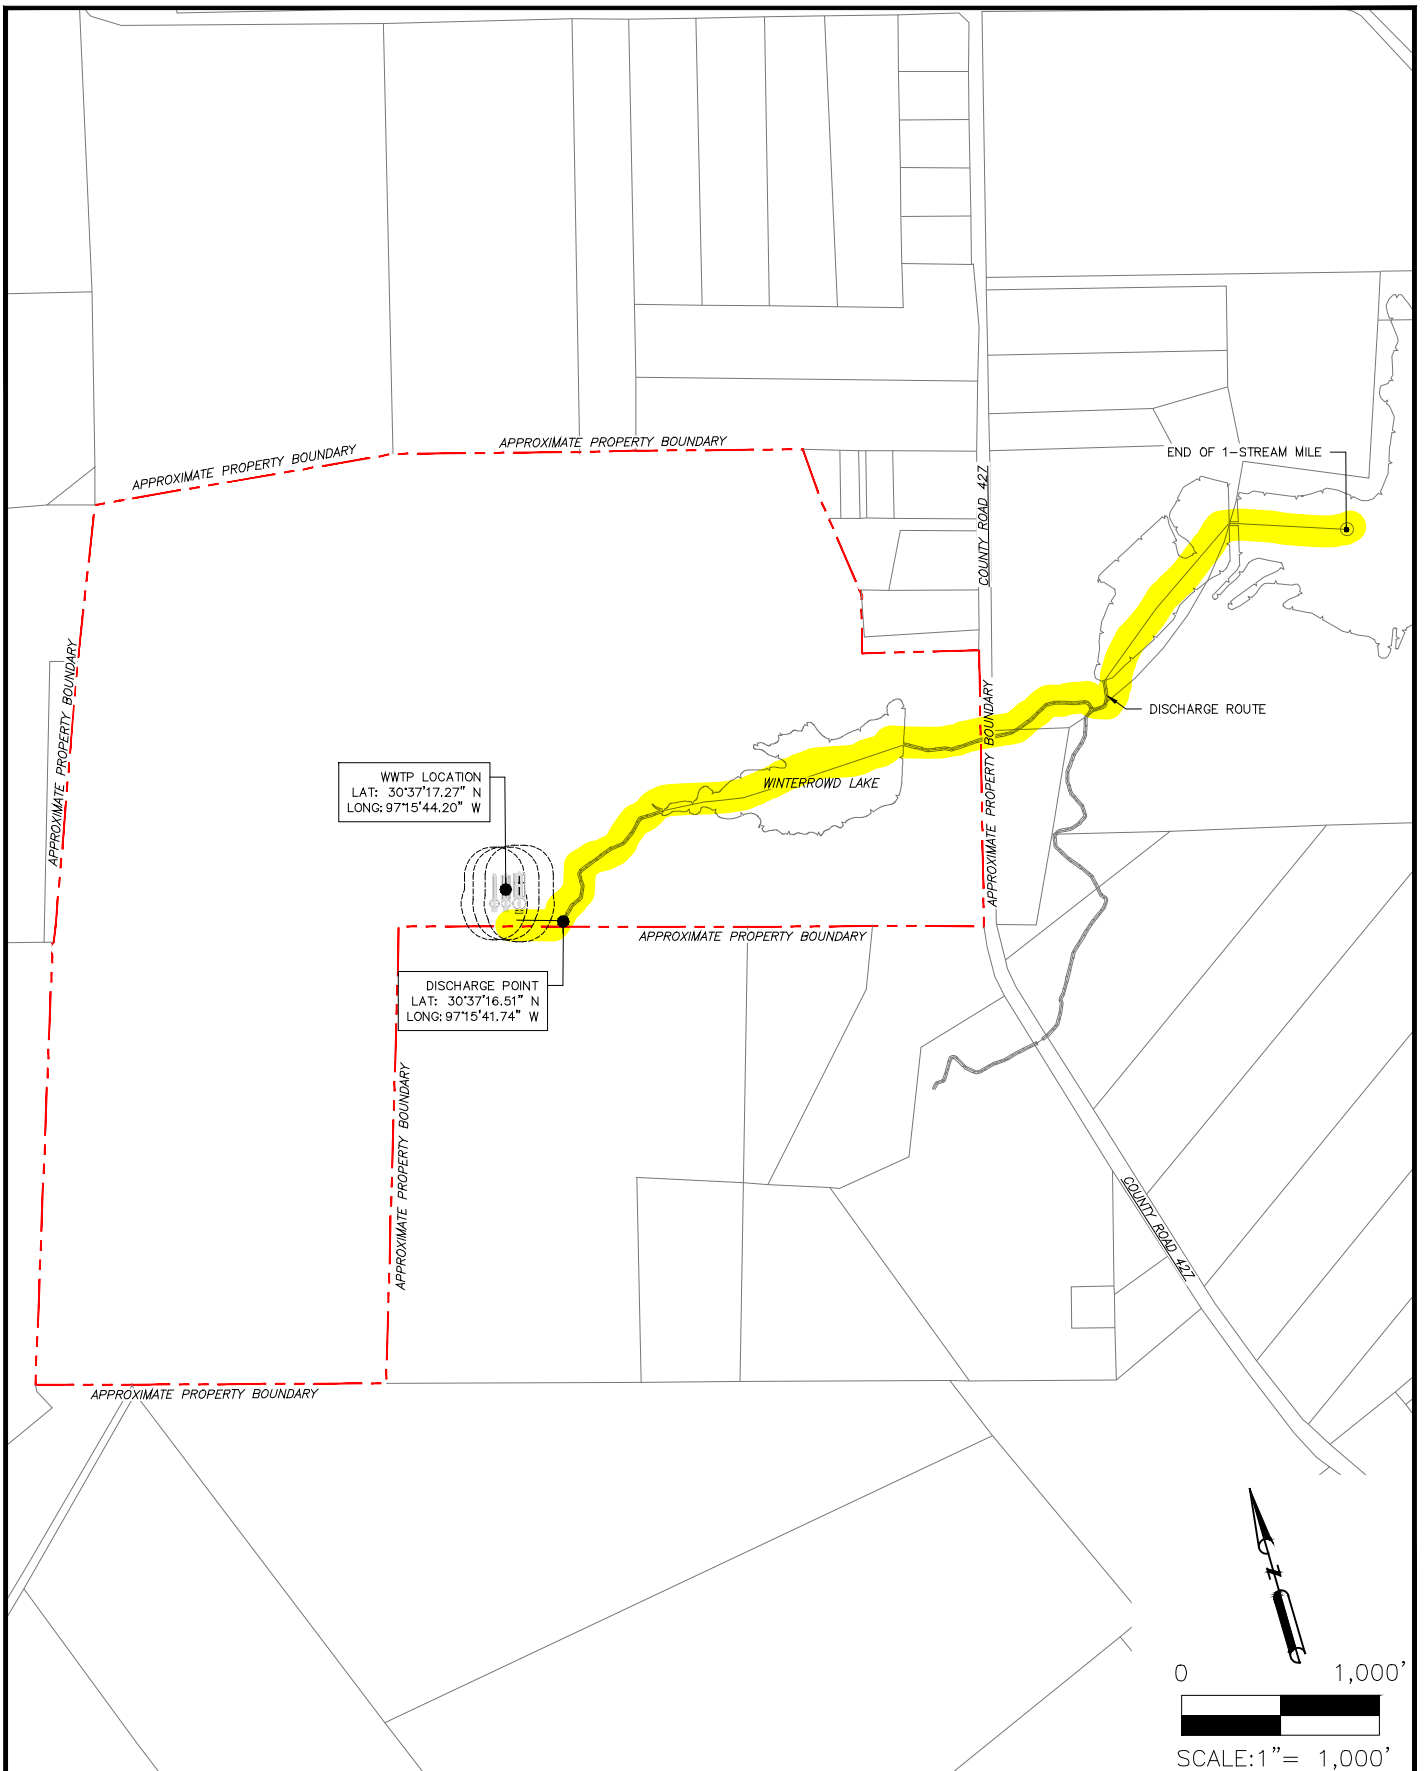 APPROXIMATE PROPERTY BOUNDARY
APPROXIMATE PROPERTY BOUNDARY
END OF 1-STREAM MILE
COUNTY ROAD 427
APPROXIMATE PROPERTY BOUNDARY
APPROXIMATE PROPERTY BOUNDARY
DISCHARGE ROUTE
WINTERROWD LAKE
WWTP LOCATION
LAT: 30°37'17.27" N
LONG: 97°15'44.20" W
APPROXIMATE PROPERTY BOUNDARY
DISCHARGE POINT
LAT: 30°37'16.51" N
LONG: 97°15'41.74" W
APPROXIMATE PROPERTY BOUNDARY
COUNTY ROAD 427
APPROXIMATE PROPERTY BOUNDARY
N
0 1,000'
SCALE:1"= 1,000'